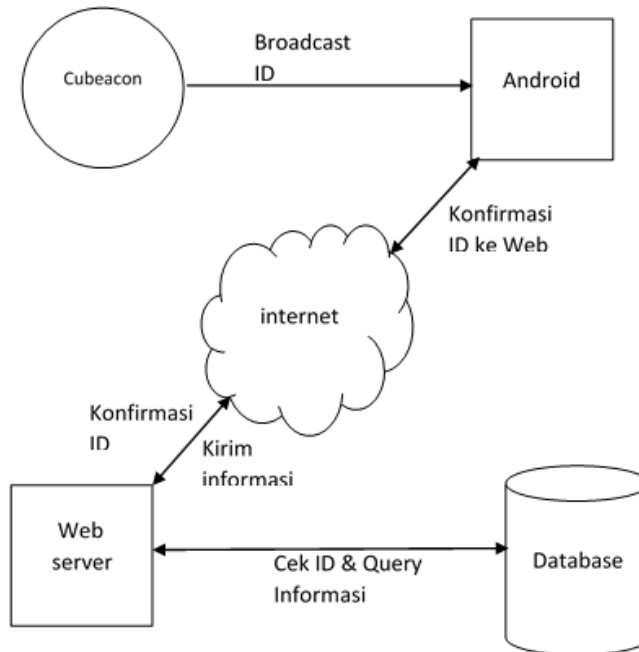 Broadcast
ID
Cubeacon
Android
Konfirmasi
ID ke Web
internet
Konfirmasi
ID
Kirim
informasi
Web
server
Cek ID & Query
Informasi
Database